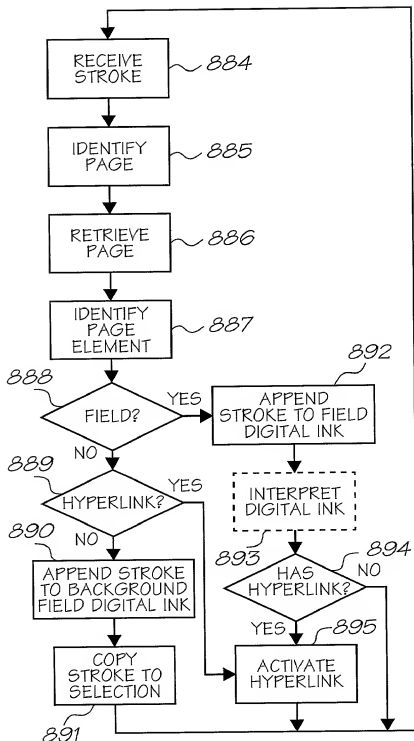 RECEIVE
STROKE
884
IDENTIFY
PAGE
885
RETRIEVE
PAGE
886
IDENTIFY
PAGE
ELEMENT
887
888
FIELD?
YES
NO
892
APPEND
STROKE TO FIELD
DIGITAL INK
889
HYPERLINK?
YES
NO
INTERPRET
DIGITAL INK
893
890
APPEND STROKE
TO BACKGROUND
FIELD DIGITAL INK
894
HAS
HYPERLINK?
NO
YES
COPY
STROKE TO
SELECTION
891
895
ACTIVATE
HYPERLINK